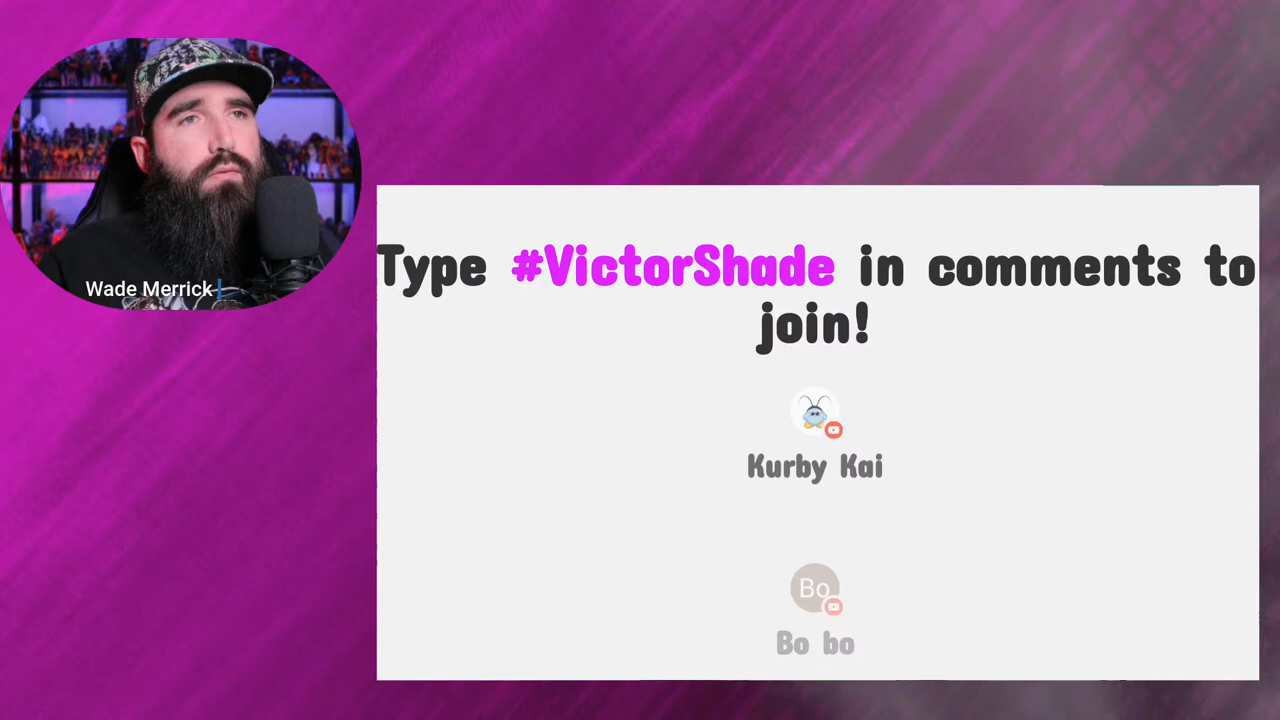 Wade Merrick
Type #VictorShade in comments to
join!
Kurby Kai
Bo
Bo bo